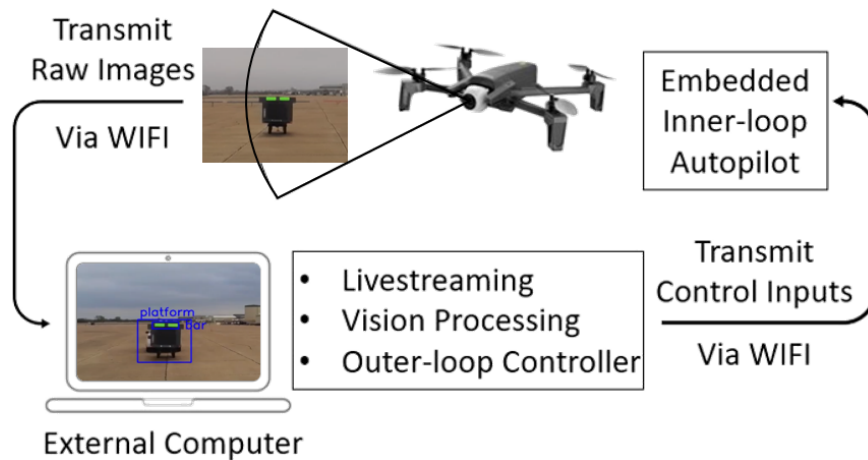 Transmit
Raw Images
Via WIFI
Embedded
Inner-loop
Autopilot
platform
bar
• Livestreaming
• Vision Processing
• Outer-loop Controller
Transmit
Control Inputs
Via WIFI
External Computer